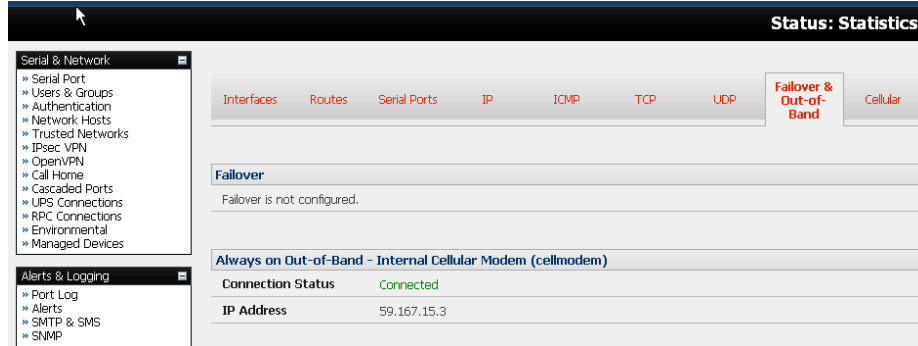 Status: Statistics
Serial & Network
» Serial Port
» Users & Groups
» Authentication
» Network Hosts
» Trusted Networks
» IPsec VPN
» OpenVPN
» Call Home
» Cascaded Ports
» UPS Connections
» RPC Connections
» Environmental
» Managed Devices
Alerts & Logging
» Port Log
» Alerts
» SMTP & SMS
» SNMP
Interfaces Routes Serial Ports IP ICMP TCP UDP Failover & Out-of-Band Cellular
Failover
Failover is not configured.
Always on Out-of-Band - Internal Cellular Modem (cellmodem)
Connection Status Connected
IP Address 59.167.15.3